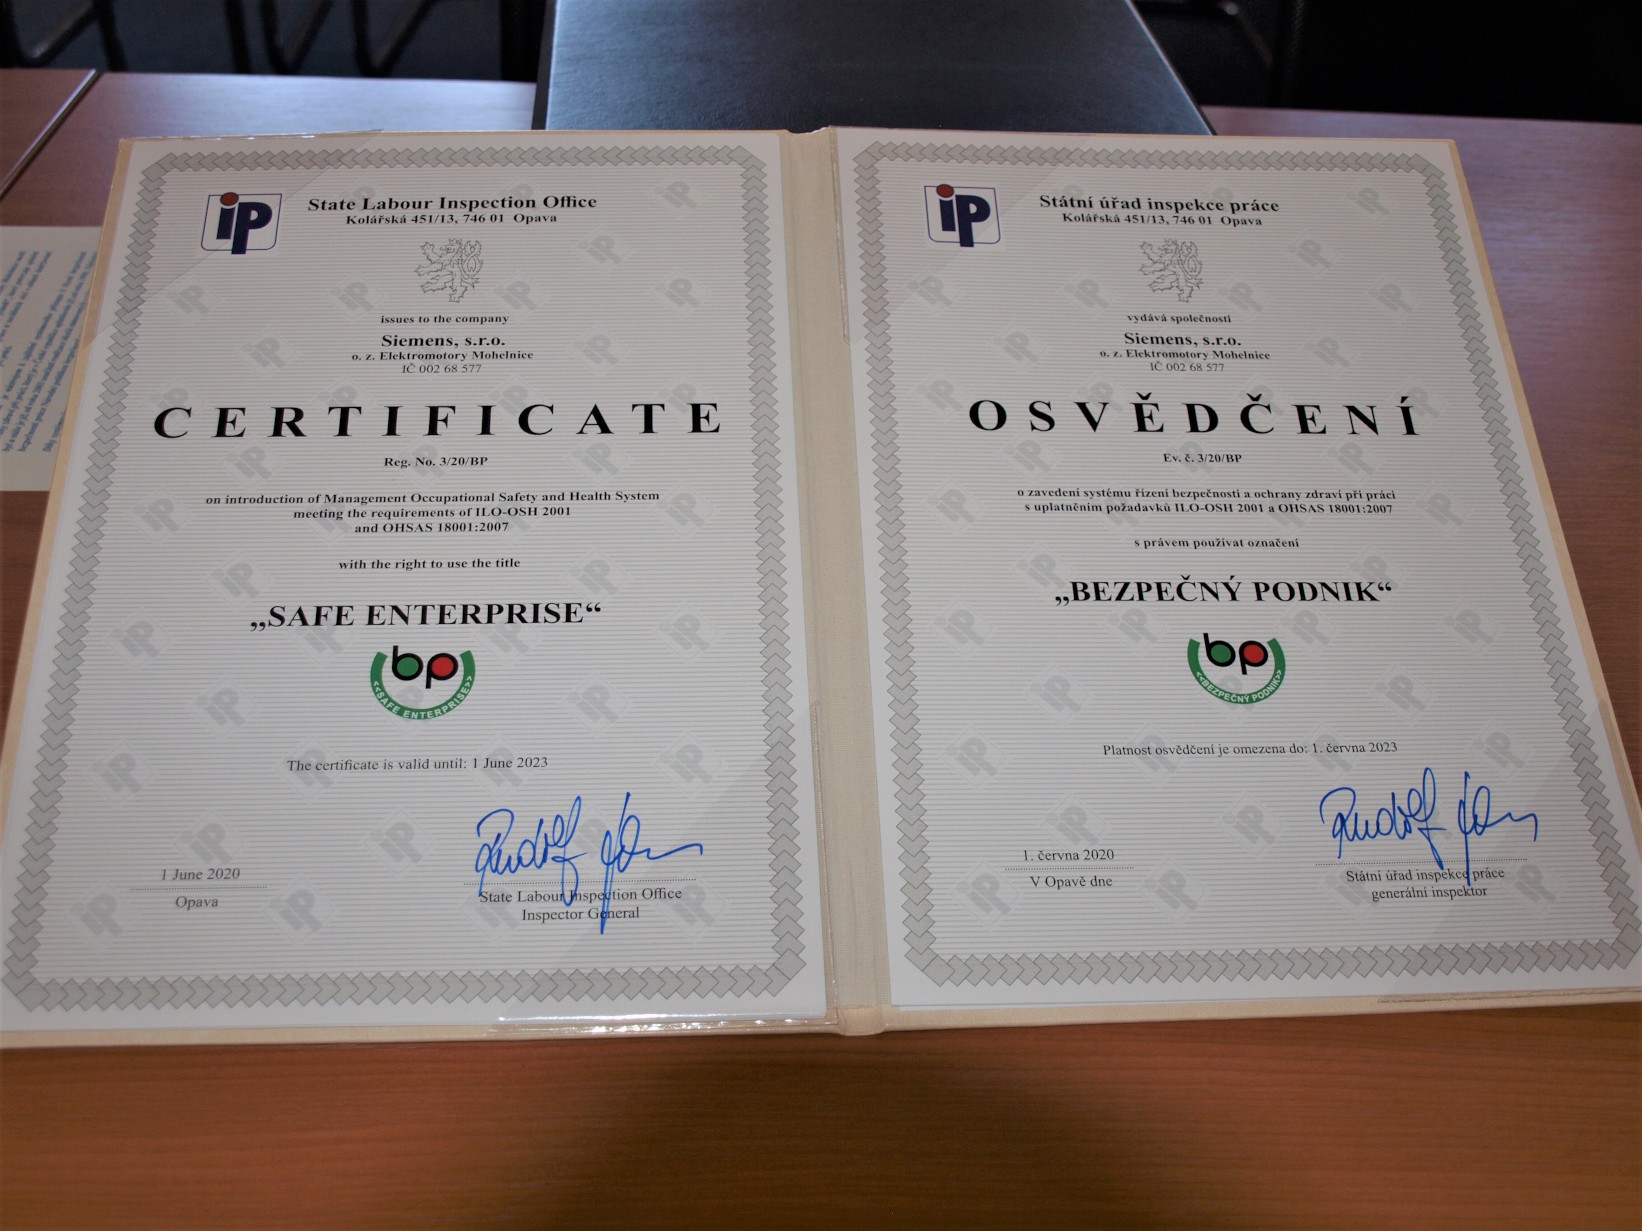 iP
State Labour Inspection Office
Kolářská 451/13, 746 01 Opava
issues to the company
Siemens, s.r.o.
o. z. Elektromotory Mohelnice
IČ 002 68 577
CERTIFICATE
Reg. No. 3/20/BP
on introduction of Management Occupational Safety and Health System
meeting the requirements of ILO-OSH 2001
and OHSAS 18001:2007
with the right to use the title
„SAFE ENTERPRISE“
bp
<<SAFE ENTERPRISE>>
The certificate is valid until: 1 June 2023
1 June 2020
Opava
Rudolf
State Labour Inspection Office
Inspector General
iP
Státní úřad inspekce práce
Kolářská 451/13, 746 01 Opava
vydává společnosti
Siemens, s.r.o.
o. z. Elektromotory Mohelnice
IČ 002 68 577
OSVĚDČENÍ
Ev. č. 3/20/BP
o zavedení systému řízení bezpečnosti a ochrany zdraví při práci
s uplatněním požadavků ILO-OSH 2001 a OHSAS 18001:2007
s právem používat označení
„BEZPEČNÝ PODNIK“
bp
<<BEZPEČNÝ PODNIK>>
Platnost osvědčení je omezena do: 1. června 2023
1. června 2020
V Opavě dne
Rudolf
Státní úřad inspekce práce
generální inspektor